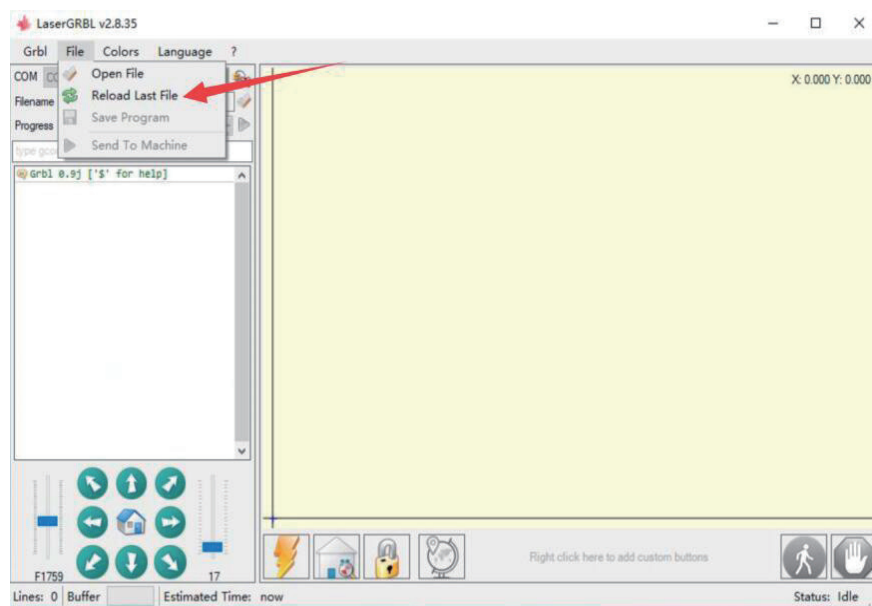 LaserGRBL v2.8.35
Grbl File Colors Language ?
COM
Open File
Filename
Reload Last File
Progress
Save Program
Send To Machine
X: 0.000 Y: 0.000
Grbl 0.9j ['$' for help]
F1759
17
Right click here to add custom buttons
Lines: 0 Buffer Estimated Time: now
Status: Idle